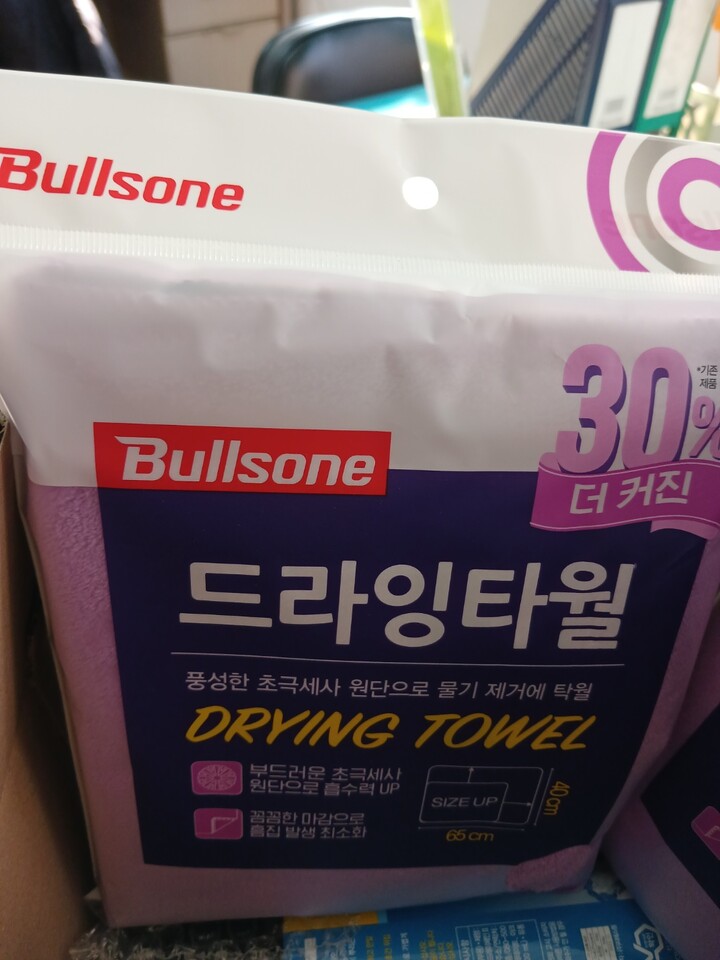 Bullsone
30%
*기존
제품
더 커진
Bullsone
드라잉타월
풍성한 초극세사 원단으로 물기 제거에 탁월
DRYING TOWEL
부드러운 초극세사
원단으로 흡수력 UP
꼼꼼한 마감으로
흠집 발생 최소화
SIZE UP
40cm
65cm